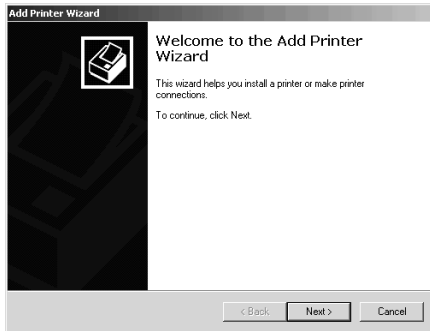 Add Printer Wizard
Welcome to the Add Printer
Wizard
This wizard helps you install a printer or make printer
connections.
To continue, click Next.
< Back
Next >
Cancel